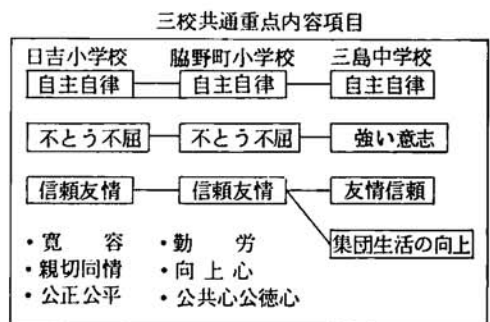 三校共通重点内容項目
日吉小学校 脇野町小学校 三島中学校
自主自律 自主自律 自主自律
不とう不屈 不とう不屈 強い意志
信頼友情 信頼友情 友情信頼
・寛容 ・勤労 集団生活の向上
・親切同情 ・向上心
・公正公平 ・公共心公徳心